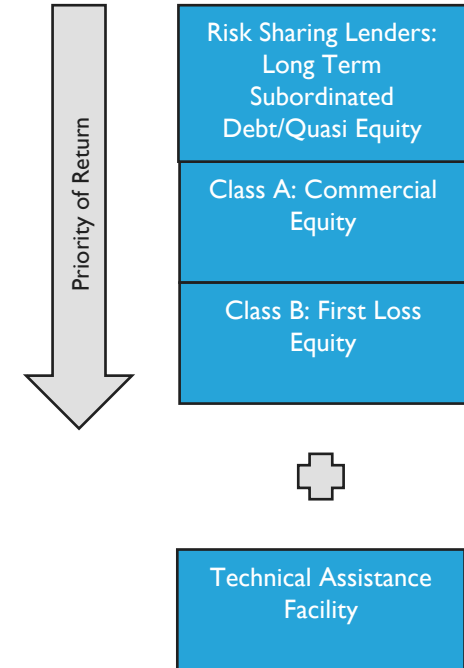 Priority of Return
Risk Sharing Lenders:
Long Term
Subordinated
Debt/Quasi Equity
Class A: Commercial
Equity
Class B: First Loss
Equity
Technical Assistance
Facility